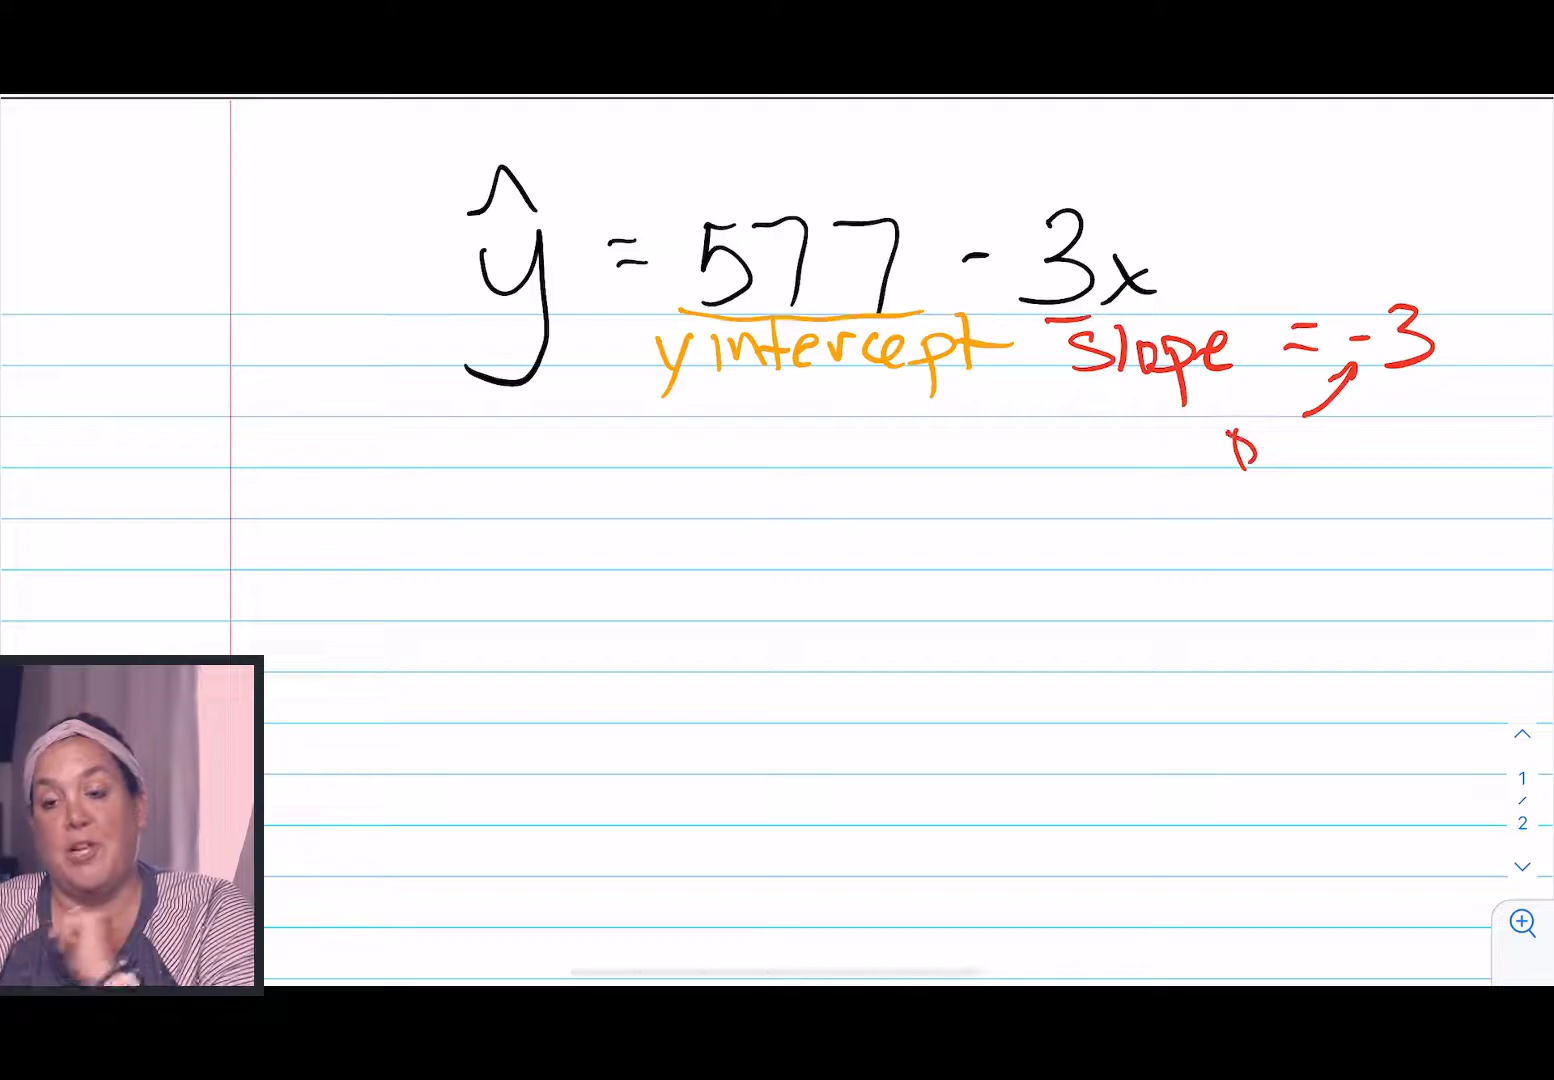 ŷ = 577 - 3x
y intercept slope = -3
1
/
2